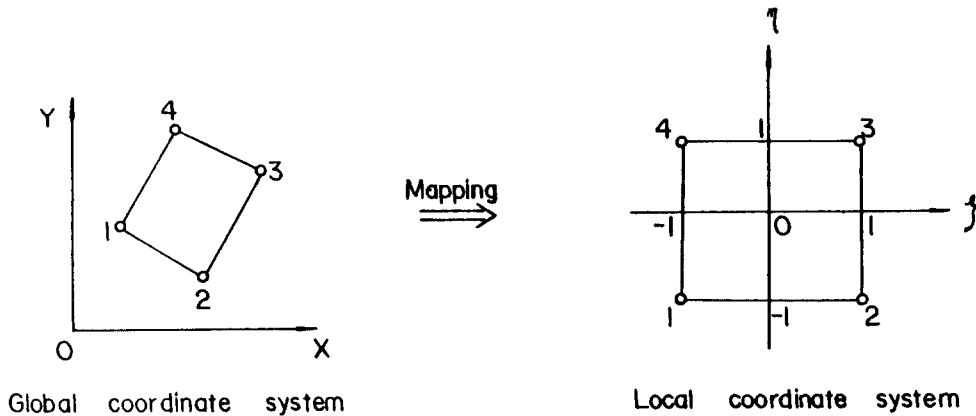 η
4
Y
3
1
2
O
X
Global coordinate system
Mapping
4
1
3
-1
0
1
ξ
1
-1
2
Local coordinate system